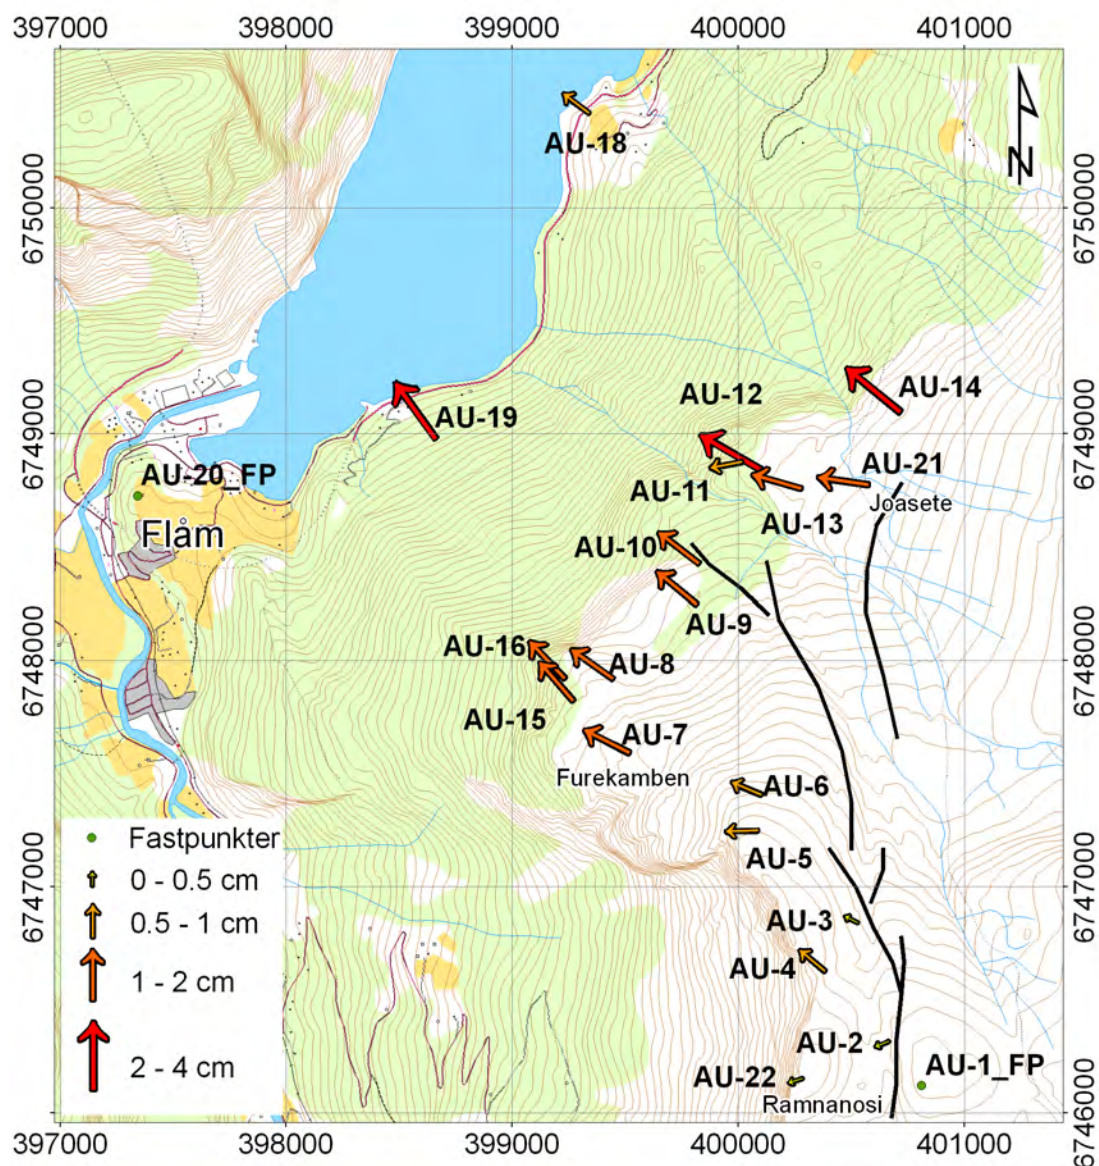 397000 398000 399000 400000 401000
AU-18
N
6750000 6750000
AU-12
AU-14
AU-19
6749000 6749000
AU-20_FP
AU-21
AU-11
Joasete
AU-13
Flåm
AU-10
AU-9
AU-16
AU-8
6748000 6748000
AU-15
AU-7
Furekamben
AU-6
AU-5
Fastpunkter
0 - 0.5 cm
6747000 6747000
0.5 - 1 cm
AU-3
AU-4
1 - 2 cm
AU-2
AU-1_FP
2 - 4 cm
AU-22
Ramnanosi
6746000 6746000
397000 398000 399000 400000 401000